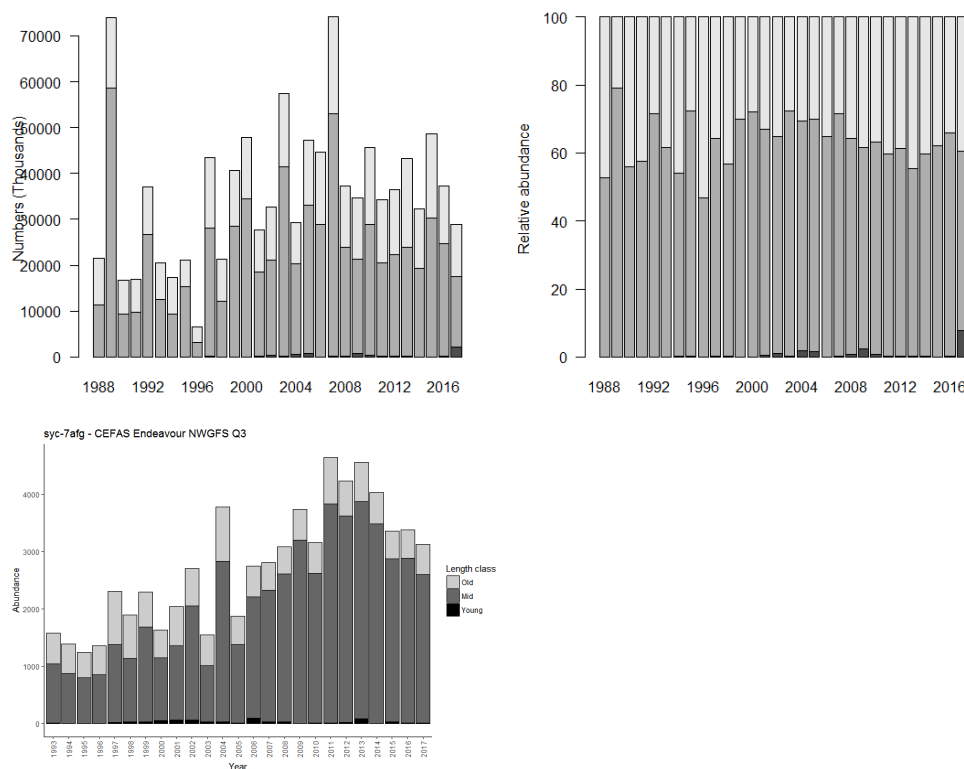 Numbers (Thousands)
70000
60000
50000
40000
30000
20000
10000
0
1988 1992 1996 2000 2004 2008 2012 2016
Relative abundance
100
80
60
40
20
0
1988 1992 1996 2000 2004 2008 2012 2016
syc-7afg - CEFAS Endeavour NWGFS Q3
Abundance
4000
3000
2000
1000
0
Length class
Old
Mid
Young
1993 1994 1995 1996 1997 1998 1999 2000 2001 2002 2003 2004 2005 2006 2007 2008 2009 2010 2011 2012 2013 2014 2015 2016 2017
Year